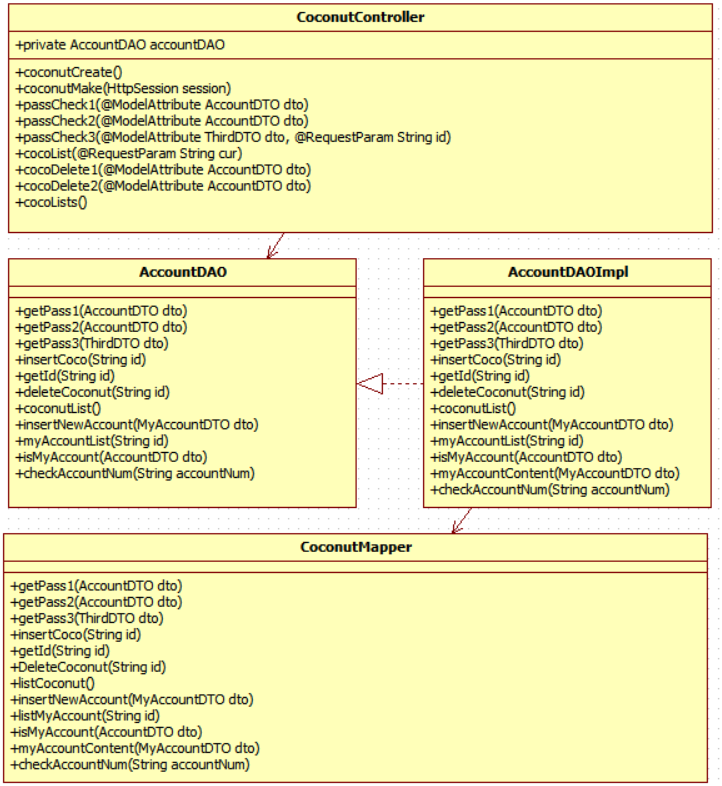 CoconutController
+private AccountDAO accountDAO
+coconutCreate()
+coconutMake(HttpSession session)
+passCheck1(@ModelAttribute AccountDTO dto)
+passCheck2(@ModelAttribute AccountDTO dto)
+passCheck3(@ModelAttribute ThirdDTO dto, @RequestParam String id)
+cocoList(@RequestParam String cur)
+cocoDelete1(@ModelAttribute AccountDTO dto)
+cocoDelete2(@ModelAttribute AccountDTO dto)
+cocoLists()
AccountDAO
+getPass1(AccountDTO dto)
+getPass2(AccountDTO dto)
+getPass3(ThirdDTO dto)
+insertCoco(String id)
+getId(String id)
+deleteCoconut(String id)
+coconutList()
+insertNewAccount(MyAccountDTO dto)
+myAccountList(String id)
+isMyAccount(AccountDTO dto)
+checkAccountNum(String accountNum)
AccountDAOImpl
+getPass1(AccountDTO dto)
+getPass2(AccountDTO dto)
+getPass3(ThirdDTO dto)
+insertCoco(String id)
+getId(String id)
+deleteCoconut(String id)
+coconutList()
+insertNewAccount(MyAccountDTO dto)
+myAccountList(String id)
+isMyAccount(AccountDTO dto)
+myAccountContent(MyAccountDTO dto)
+checkAccountNum(String accountNum)
CoconutMapper
+getPass1(AccountDTO dto)
+getPass2(AccountDTO dto)
+getPass3(ThirdDTO dto)
+insertCoco(String id)
+getId(String id)
+DeleteCoconut(String id)
+listCoconut()
+insertNewAccount(MyAccountDTO dto)
+listMyAccount(String id)
+isMyAccount(AccountDTO dto)
+myAccountContent(MyAccountDTO dto)
+checkAccountNum(String accountNum)